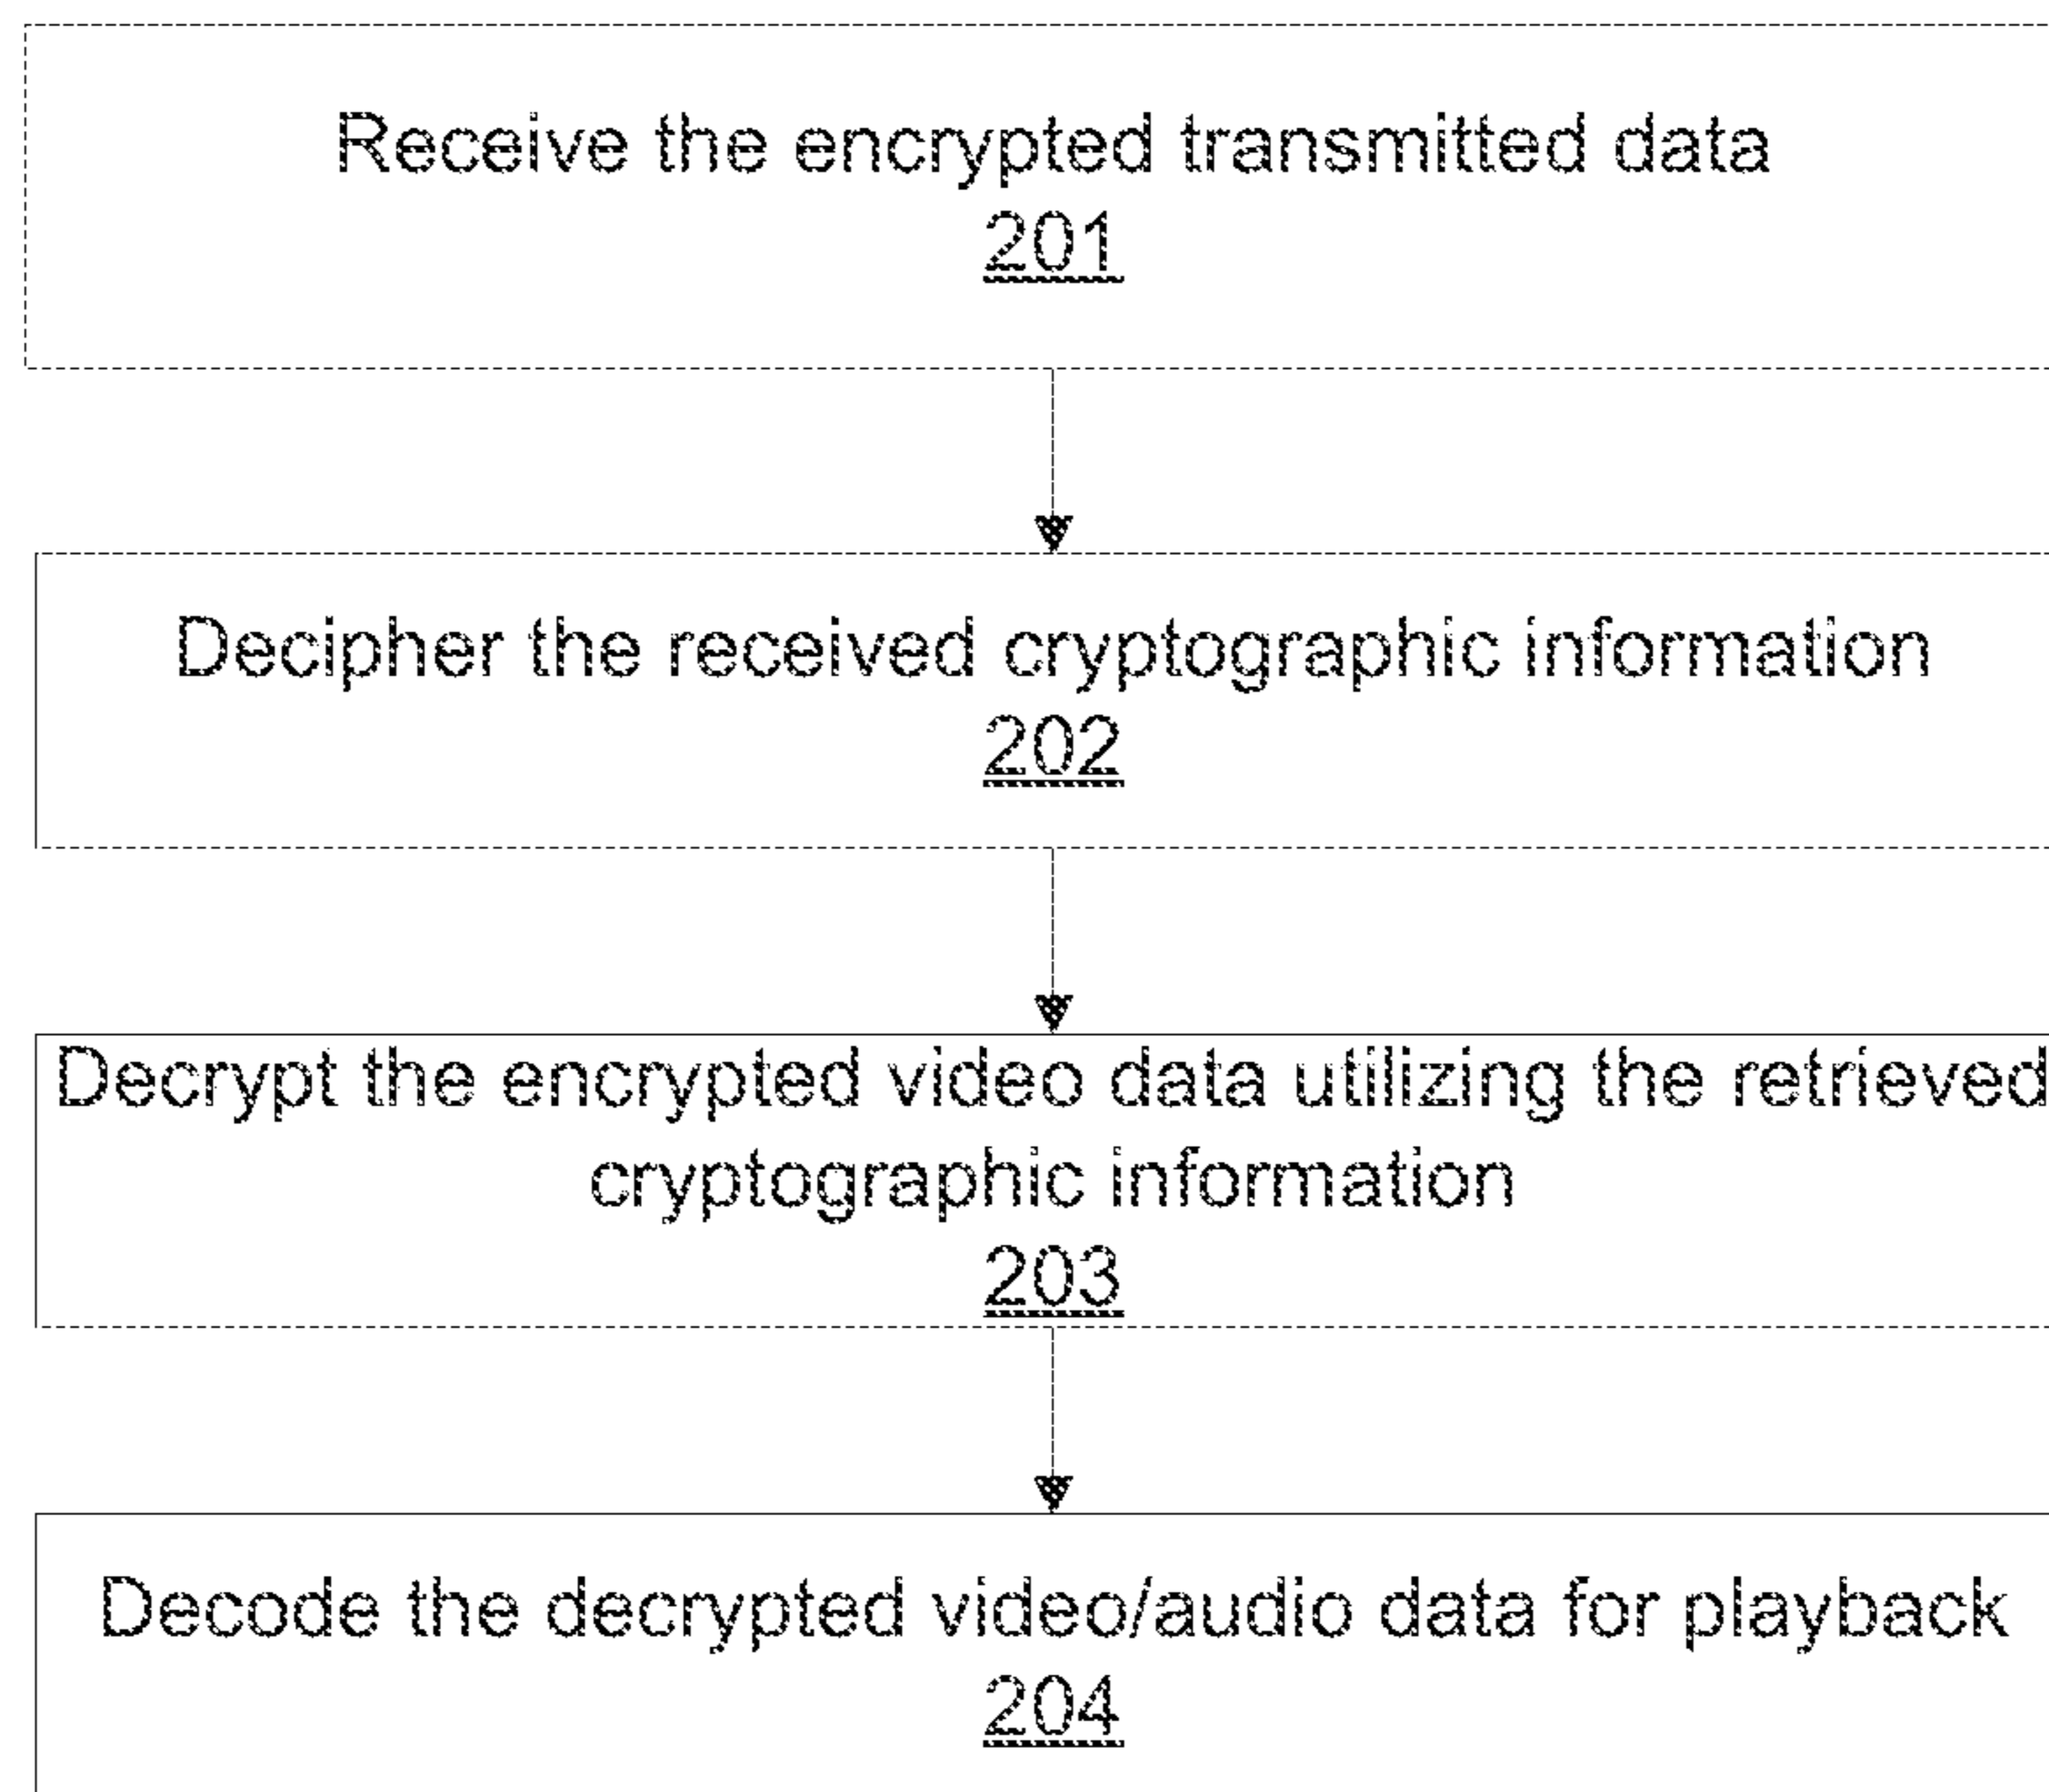 Receive the encrypted transmitted data
201
Decipher the received cryptographic information
202
Decrypt the encrypted video data utilizing the retrieved
cryptographic information
203
Decode the decrypted video/audio data for playback
204